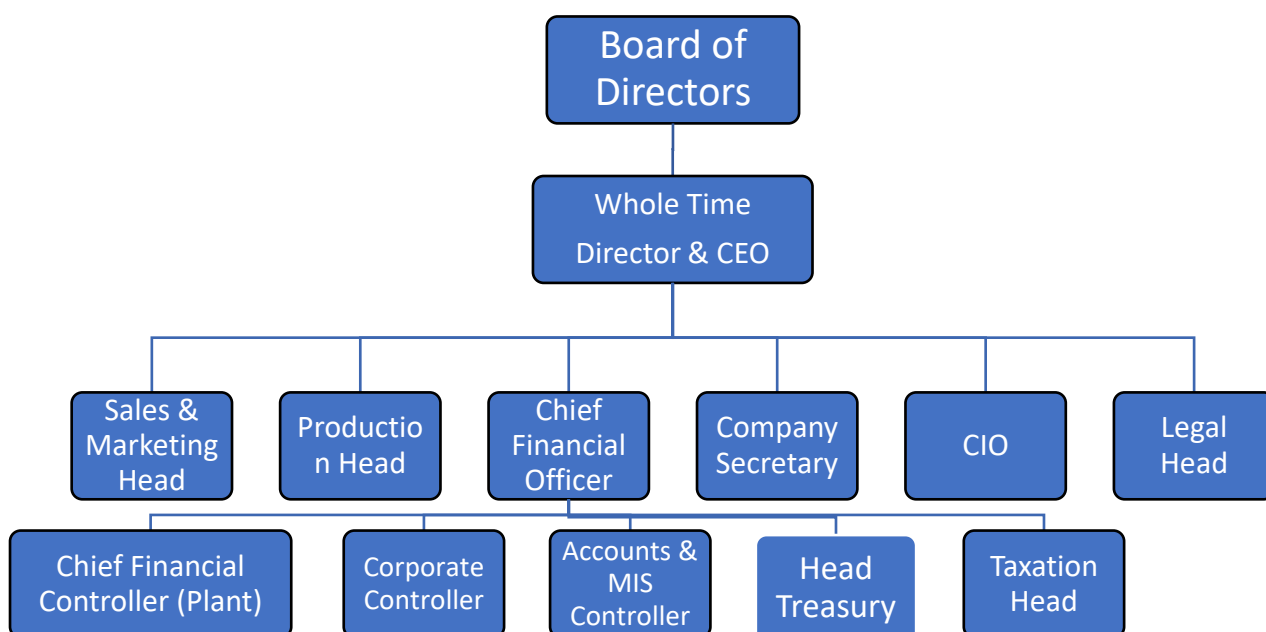 Board of
Directors
Whole Time
Director & CEO
Sales &
Marketing
Head
Productio
n Head
Chief
Financial
Officer
Company
Secretary
CIO
Legal
Head
Chief Financial
Controller (Plant)
Corporate
Controller
Accounts &
MIS
Controller
Head
Treasury
Taxation
Head